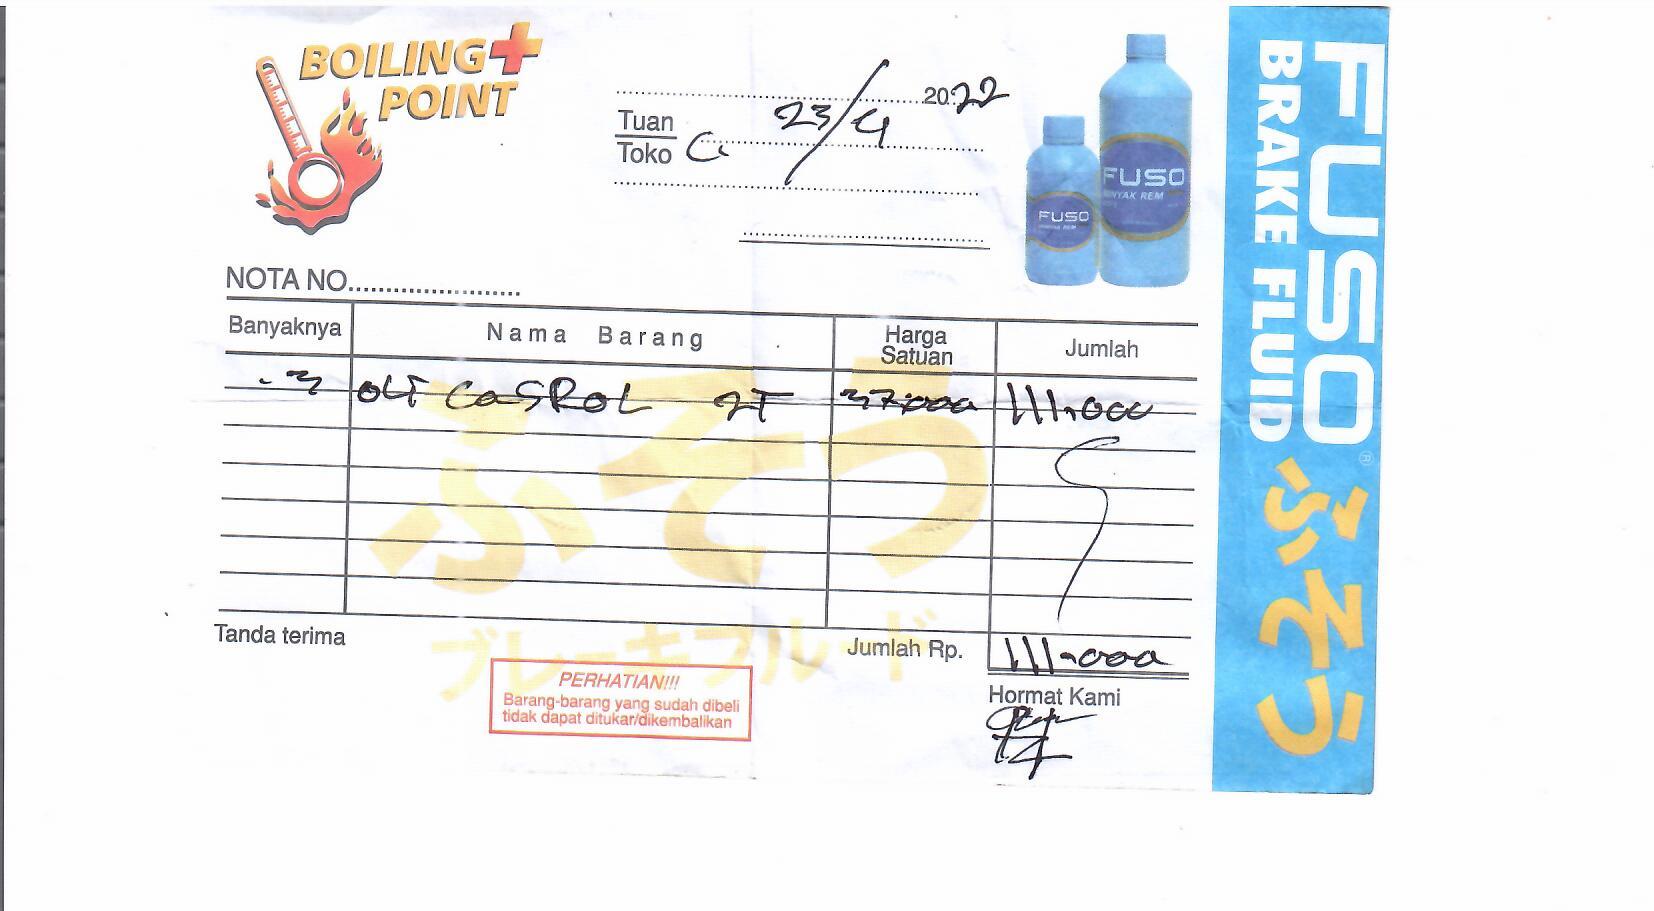 BOILING+
POINT
2022
23/4
Tuan
Toko
FUSO
MINYAK REM
FUSO
MINYAK REM
NOTA NO.......................
Banyaknya Nama Barang Harga Satuan Jumlah
3 OLI CASROL 2T 37.000 111.000
ふそう
ブレーキフルード
Tanda terima Jumlah Rp. 111.000
PERHATIAN!!!
Barang-barang yang sudah dibeli
tidak dapat ditukar/dikembalikan
Hormat Kami
FUSO ®
BRAKE FLUID
ふそう